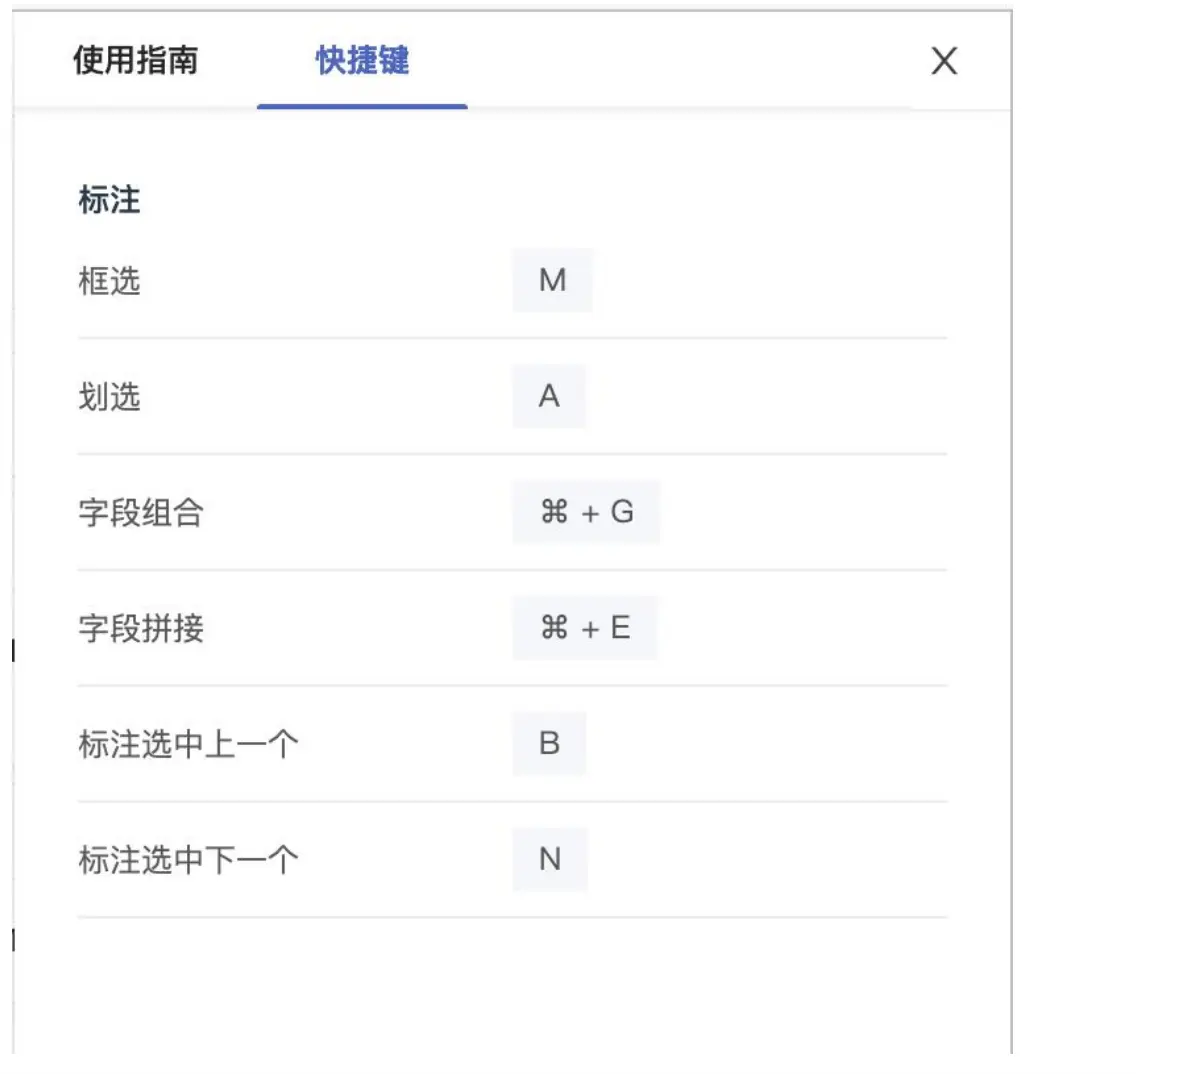 使用指南 快捷键
标注
框选 M
划选 A
字段组合 ⌘ + G
字段拼接 ⌘ + E
标注选中上一个 B
标注选中下一个 N